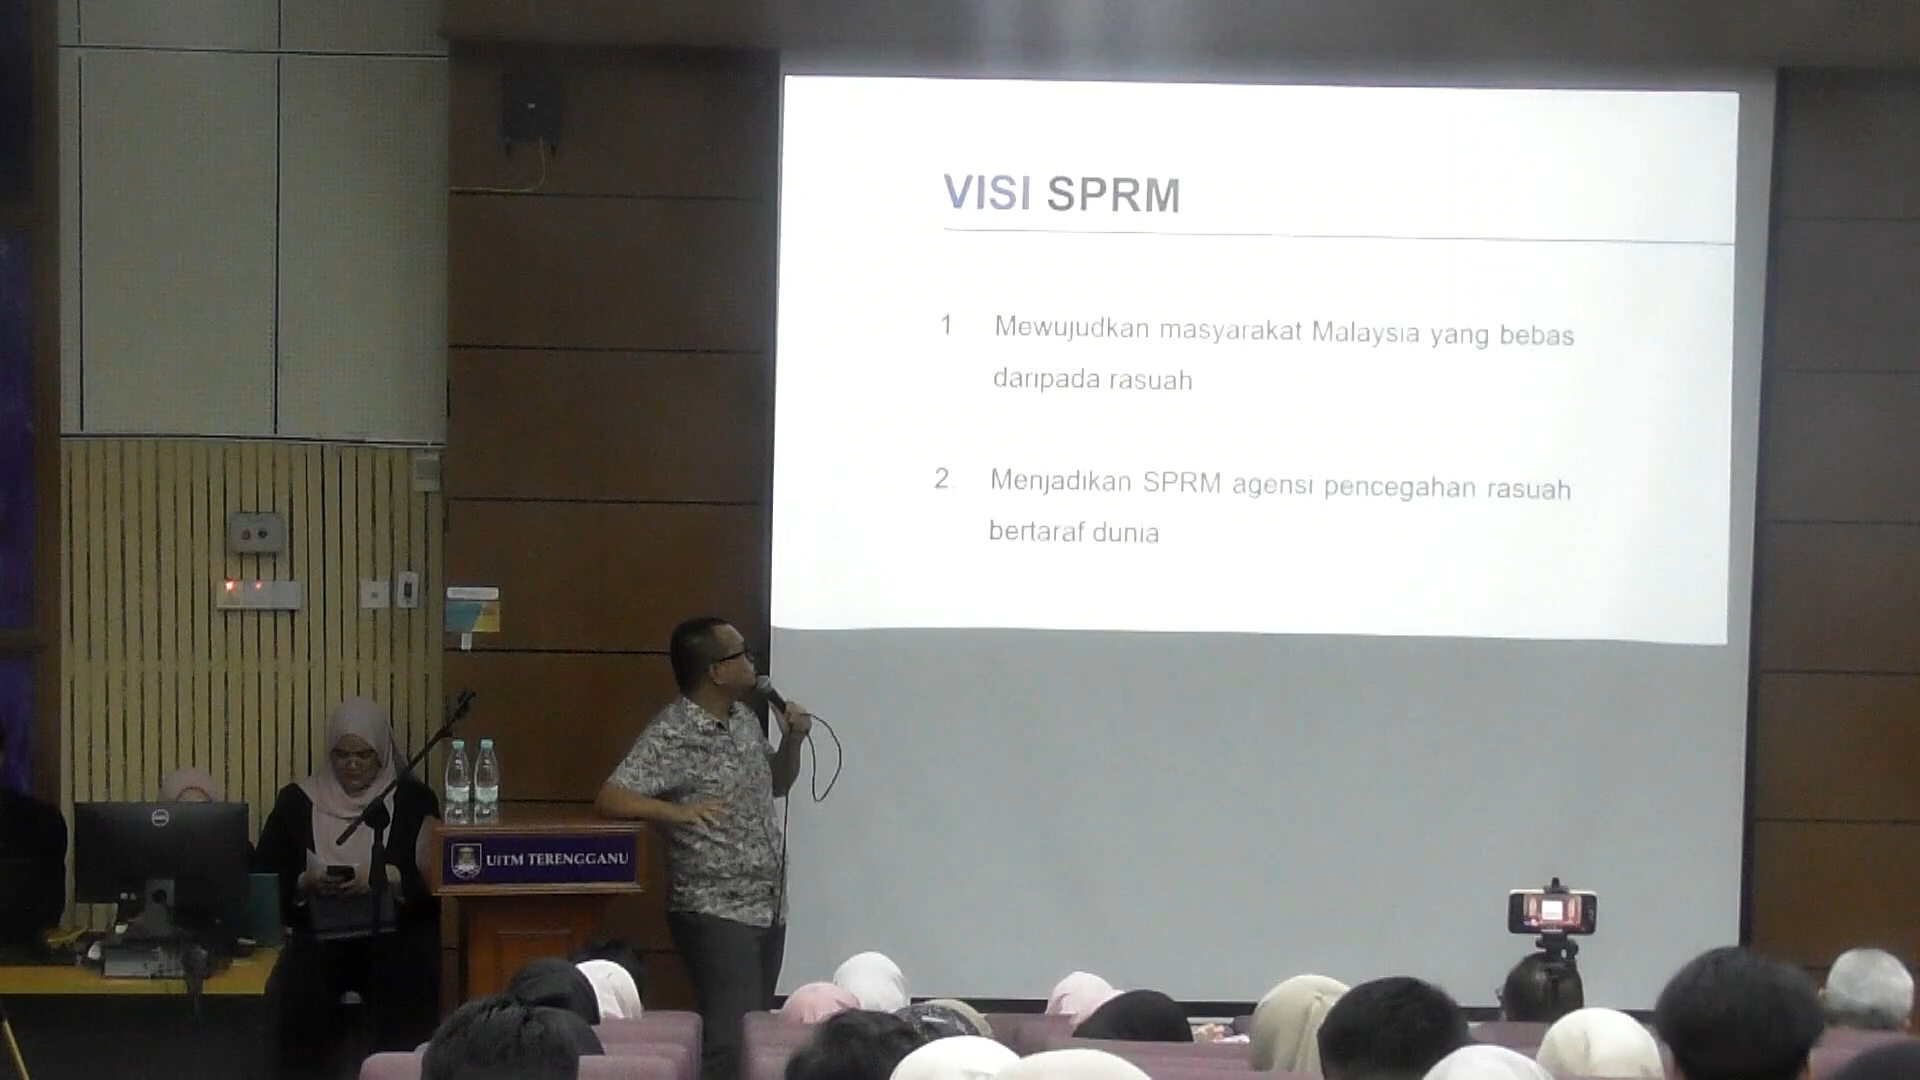 VISI SPRM
1 Mewujudkan masyarakat Malaysia yang bebas
daripada rasuah
2. Menjadikan SPRM agensi pencegahan rasuah
bertaraf dunia
UiTM TERENGGANU
DELL